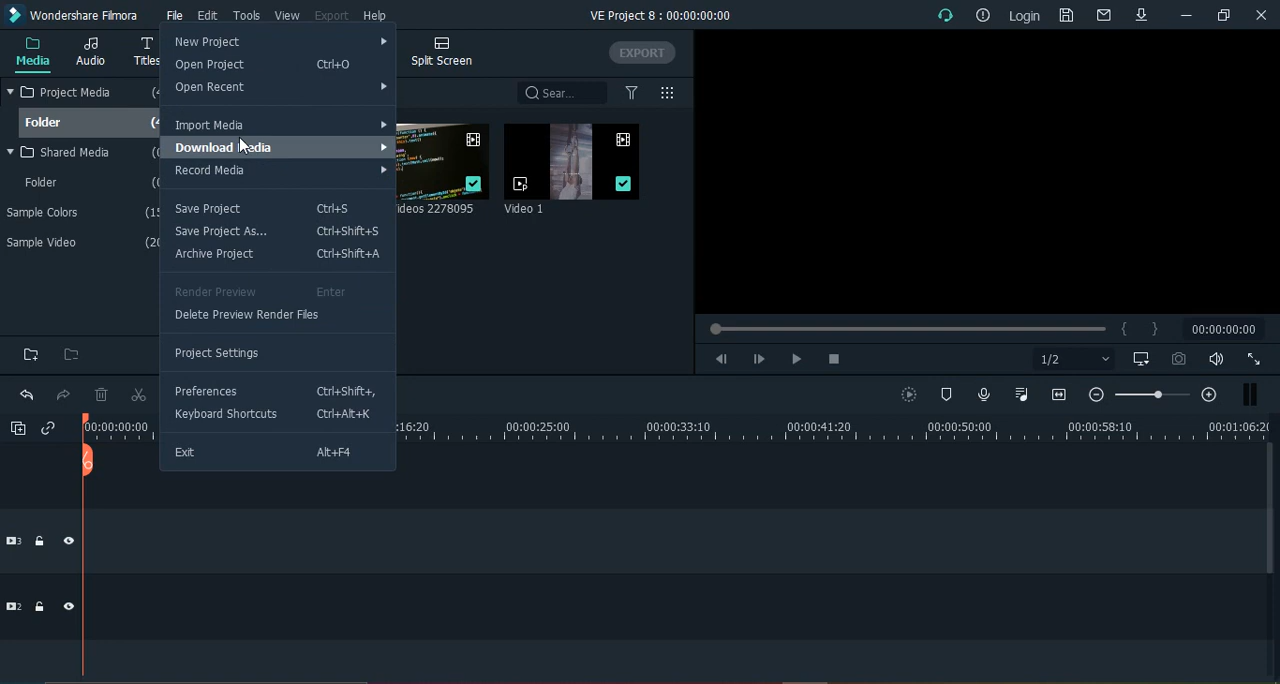 Wondershare Filmora File Edit Tools View Export Help VE Project 8 : 00:00:00:00 Login
Media Audio Titles Split Screen EXPORT
Project Media
Folder
Shared Media
Folder
Sample Colors
Sample Video
New Project
Open Project Ctrl+O
Open Recent
Import Media
Download Media
Record Media
Save Project Ctrl+S
Save Project As... Ctrl+Shift+S
Archive Project Ctrl+Shift+A
Render Preview Enter
Delete Preview Render Files
Project Settings
Preferences Ctrl+Shift+,
Keyboard Shortcuts Ctrl+Alt+K
Exit Alt+F4
Sear...
ideos 2278095 Video 1
{ } 00:00:00:00
1/2
00:00:00:00 :16:20 00:00:25:00 00:00:33:10 00:00:41:20 00:00:50:00 00:00:58:10 00:01:06:20
3
2